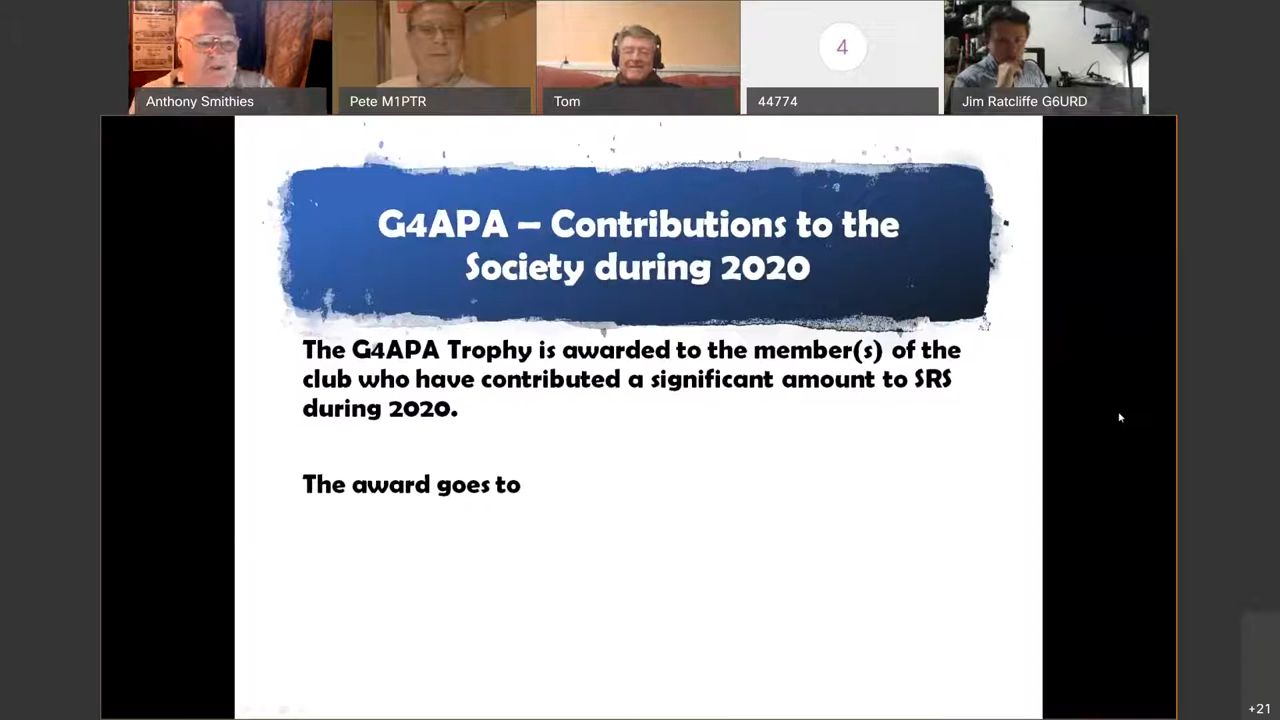 4
Anthony Smithies
Pete M1PTR
Tom
44774
Jim Ratcliffe G6URD
G4APA – Contributions to the
Society during 2020
The G4APA Trophy is awarded to the member(s) of the
club who have contributed a significant amount to SRS
during 2020.
The award goes to
+21